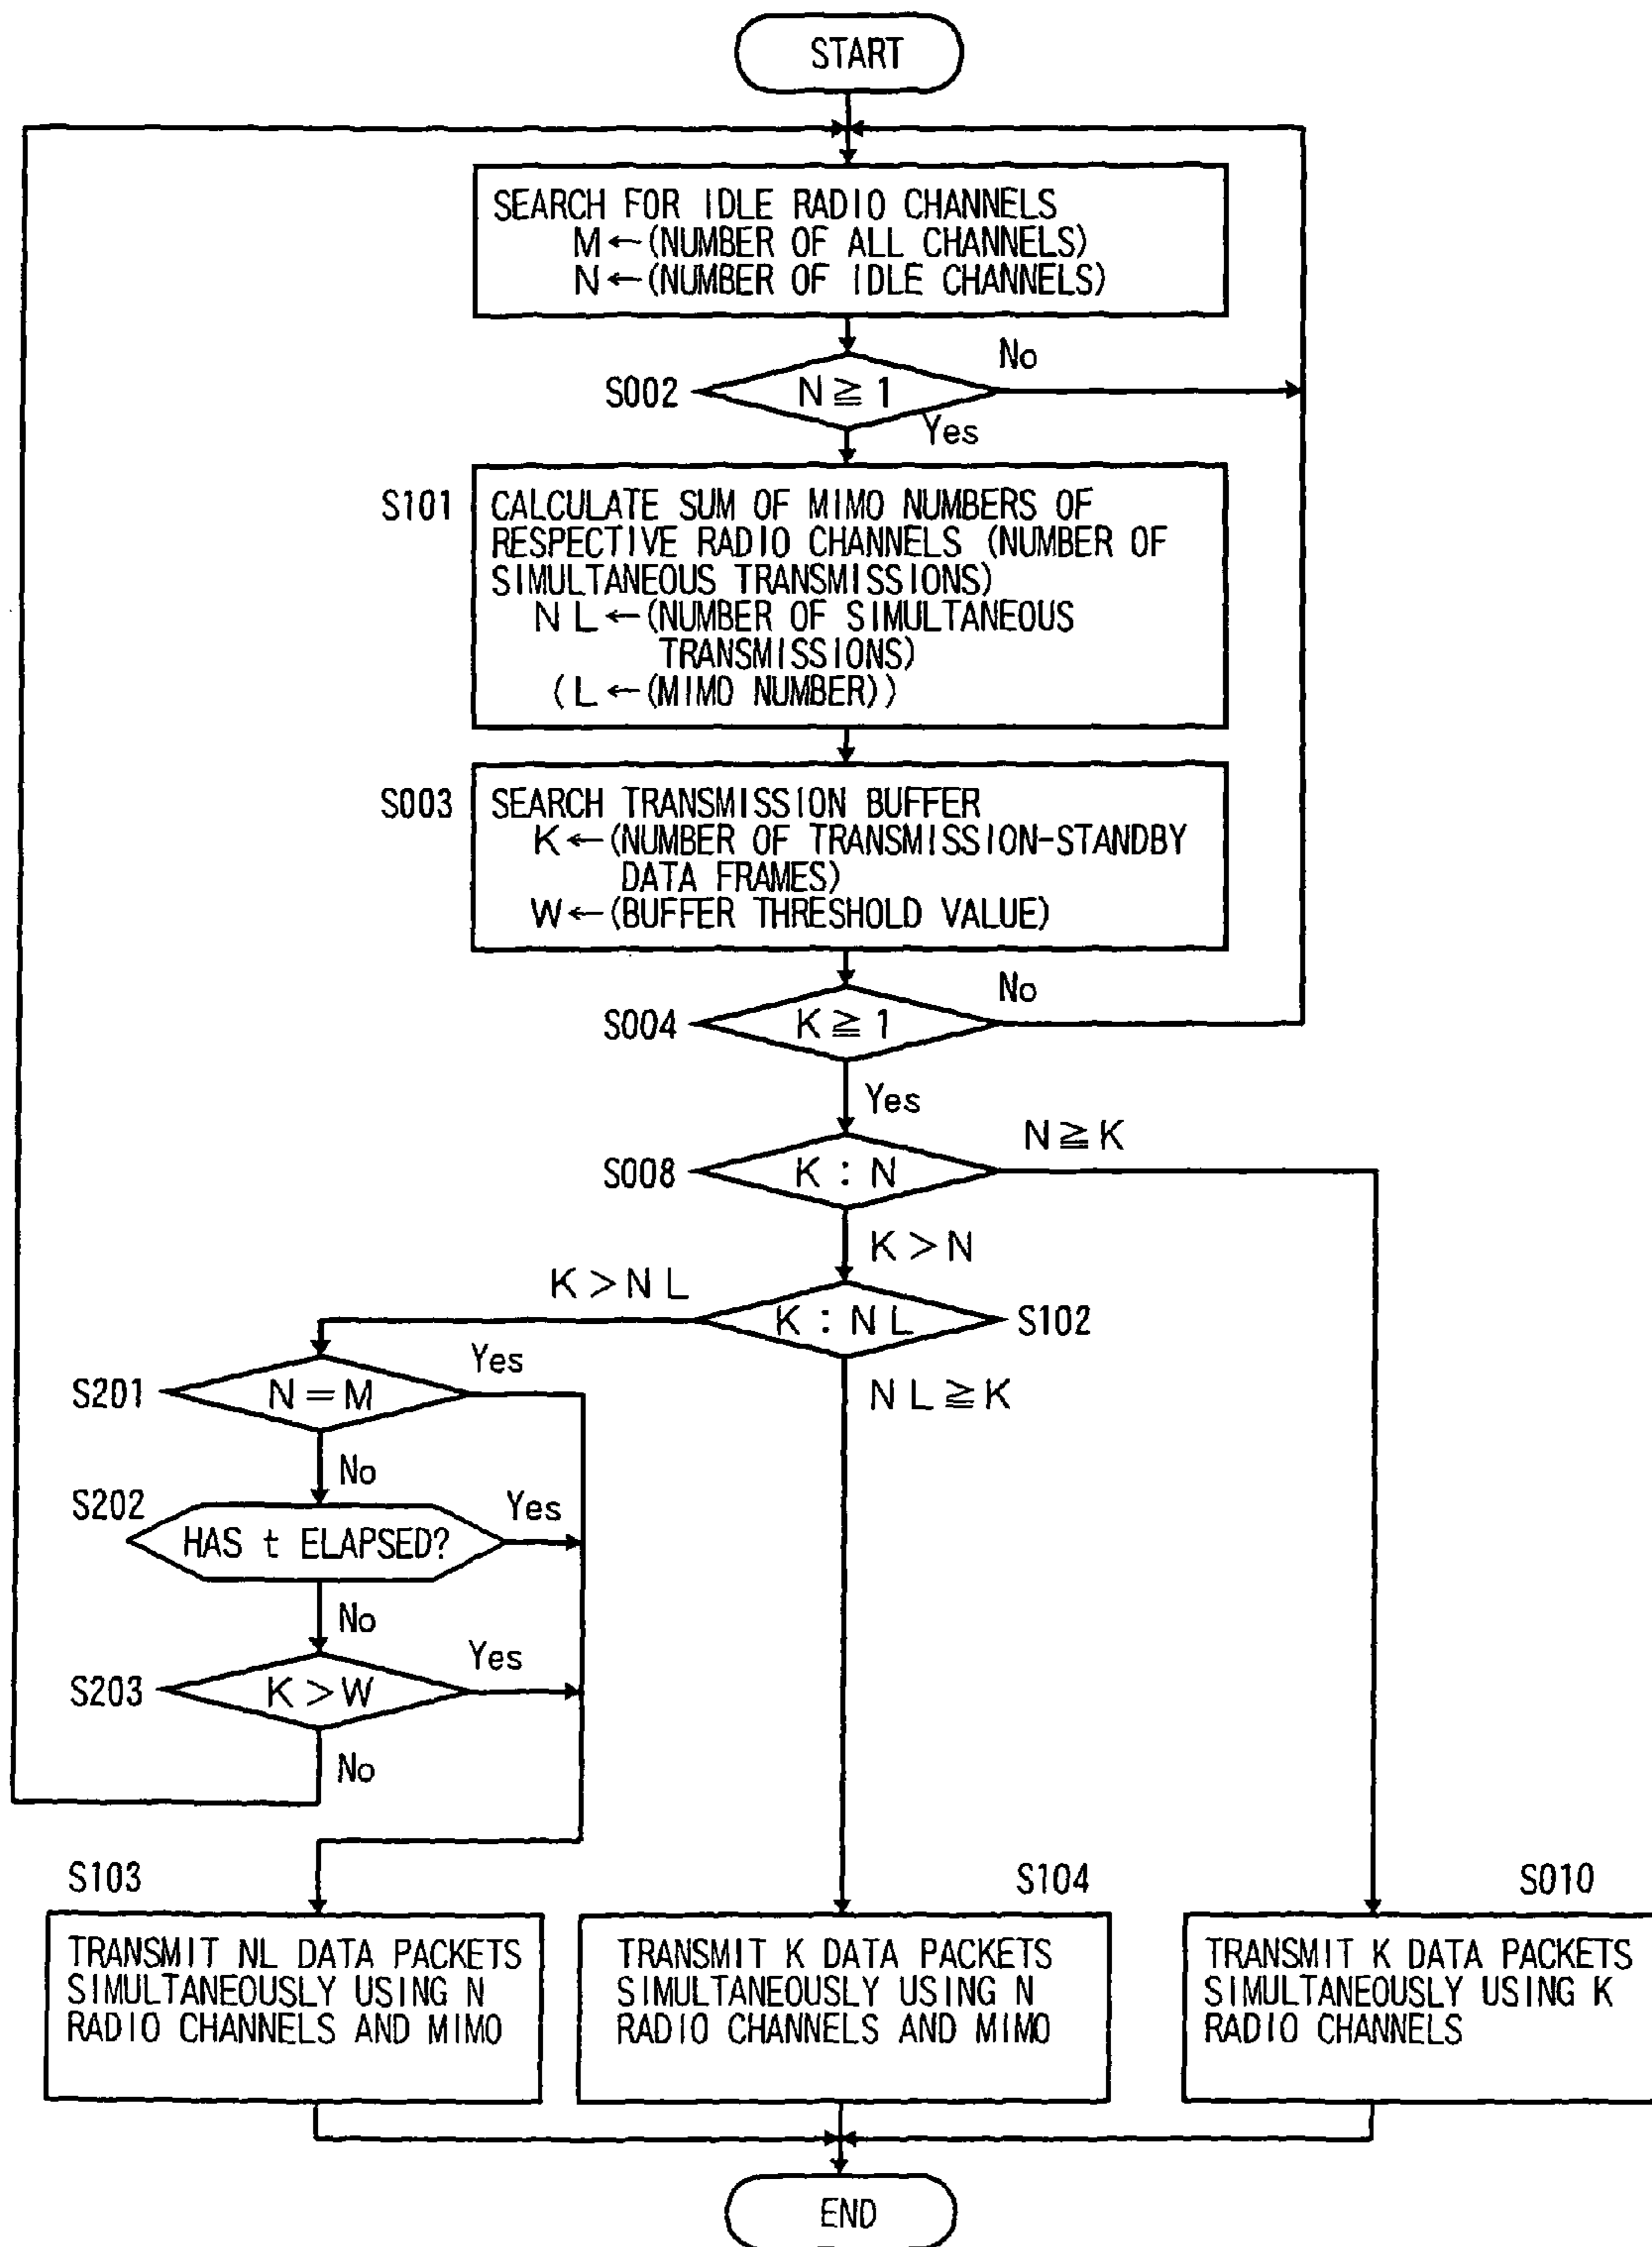 START
SEARCH FOR IDLE RADIO CHANNELS
M←(NUMBER OF ALL CHANNELS)
N←(NUMBER OF IDLE CHANNELS)
No
S002
N≧1
Yes
S101
CALCULATE SUM OF MIMO NUMBERS OF
RESPECTIVE RADIO CHANNELS (NUMBER OF
SIMULTANEOUS TRANSMISSIONS)
NL←(NUMBER OF SIMULTANEOUS
TRANSMISSIONS)
(L←(MIMO NUMBER))
S003
SEARCH TRANSMISSION BUFFER
K←(NUMBER OF TRANSMISSION-STANDBY
DATA FRAMES)
W←(BUFFER THRESHOLD VALUE)
No
S004
K≧1
Yes
N≧K
S008
K:N
K>N
K>NL
K:NL
S102
Yes
S201
N=M
NL≧K
No
S202
Yes
HAS t ELAPSED?
No
Yes
S203
K>W
No
S103
S104
S010
TRANSMIT NL DATA PACKETS
SIMULTANEOUSLY USING N
RADIO CHANNELS AND MIMO
TRANSMIT K DATA PACKETS
SIMULTANEOUSLY USING N
RADIO CHANNELS AND MIMO
TRANSMIT K DATA PACKETS
SIMULTANEOUSLY USING K
RADIO CHANNELS
END